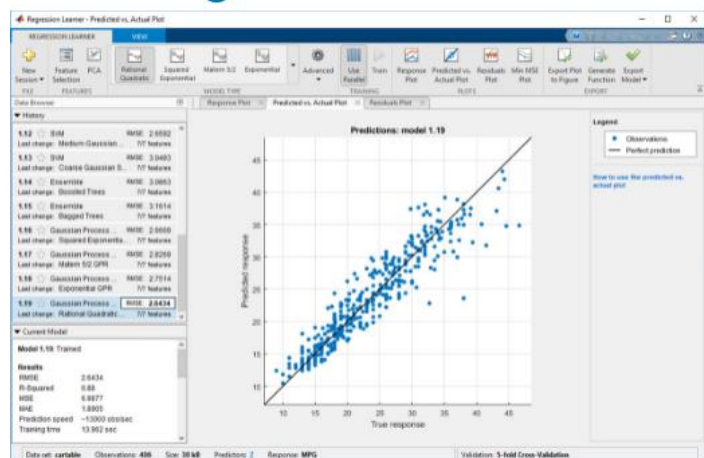 Regression Learner - Predicted vs. Actual Plot
REGRESSION LEARNER VIEW
New Session
Feature Selection
PCA
Rational Quadratic
Squared Exponential
Matern 5/2
Exponential
Advanced
Use Parallel
Train
Response Plot
Predicted vs. Actual Plot
Residuals Plot
Min MSE Plot
Export Plot to Figure
Generate Function
Export Model
FILE FEATURES MODEL TYPE TRAINING PLOTS EXPORT
Data Browser
Response Plot Predicted vs. Actual Plot Residuals Plot
History
1.12 SVM RMSE:
Last change: Medium Gaussian... 7/7 features
1.13 SVM RMSE: 3.0493
Last change: Coarse Gaussian S... 7/7 features
1.14 Ensemble RMSE:
Last change: Boosted Trees 7/7 features
1.15 Ensemble RMSE: 3.1614
Last change: Bagged Trees 7/7 features
1.16 Gaussian Process ... RMSE:
Last change: Squared Exponentia... 7/7 features
1.17 Gaussian Process ... RMSE:
Last change: Matern 5/2 GPR 7/7 features
1.18 Gaussian Process ... RMSE: 2.7514
Last change: Exponential GPR 7/7 features
1.19 Gaussian Process ... RMSE: 2.6434
Last change: Rational Quadratic ... 7/7 features
Current Model
Model 1.19: Trained
Results
RMSE 2.6434
R-Squared 0.88
MSE 6.9877
MAE 1.8905
Prediction speed ~13000 obs/sec
Training time 13.962 sec
Predictions: model 1.19
Predicted response
45
40
35
30
25
20
15
10
10 15 20 25 30 35 40 45
True response
Legend
Observations
Perfect prediction
How to use the predicted vs. actual plot
Data set: cartable Observations: 406 Size: 30 kB Predictors: 7 Response: MPG Validation: 5-fold Cross-Validation